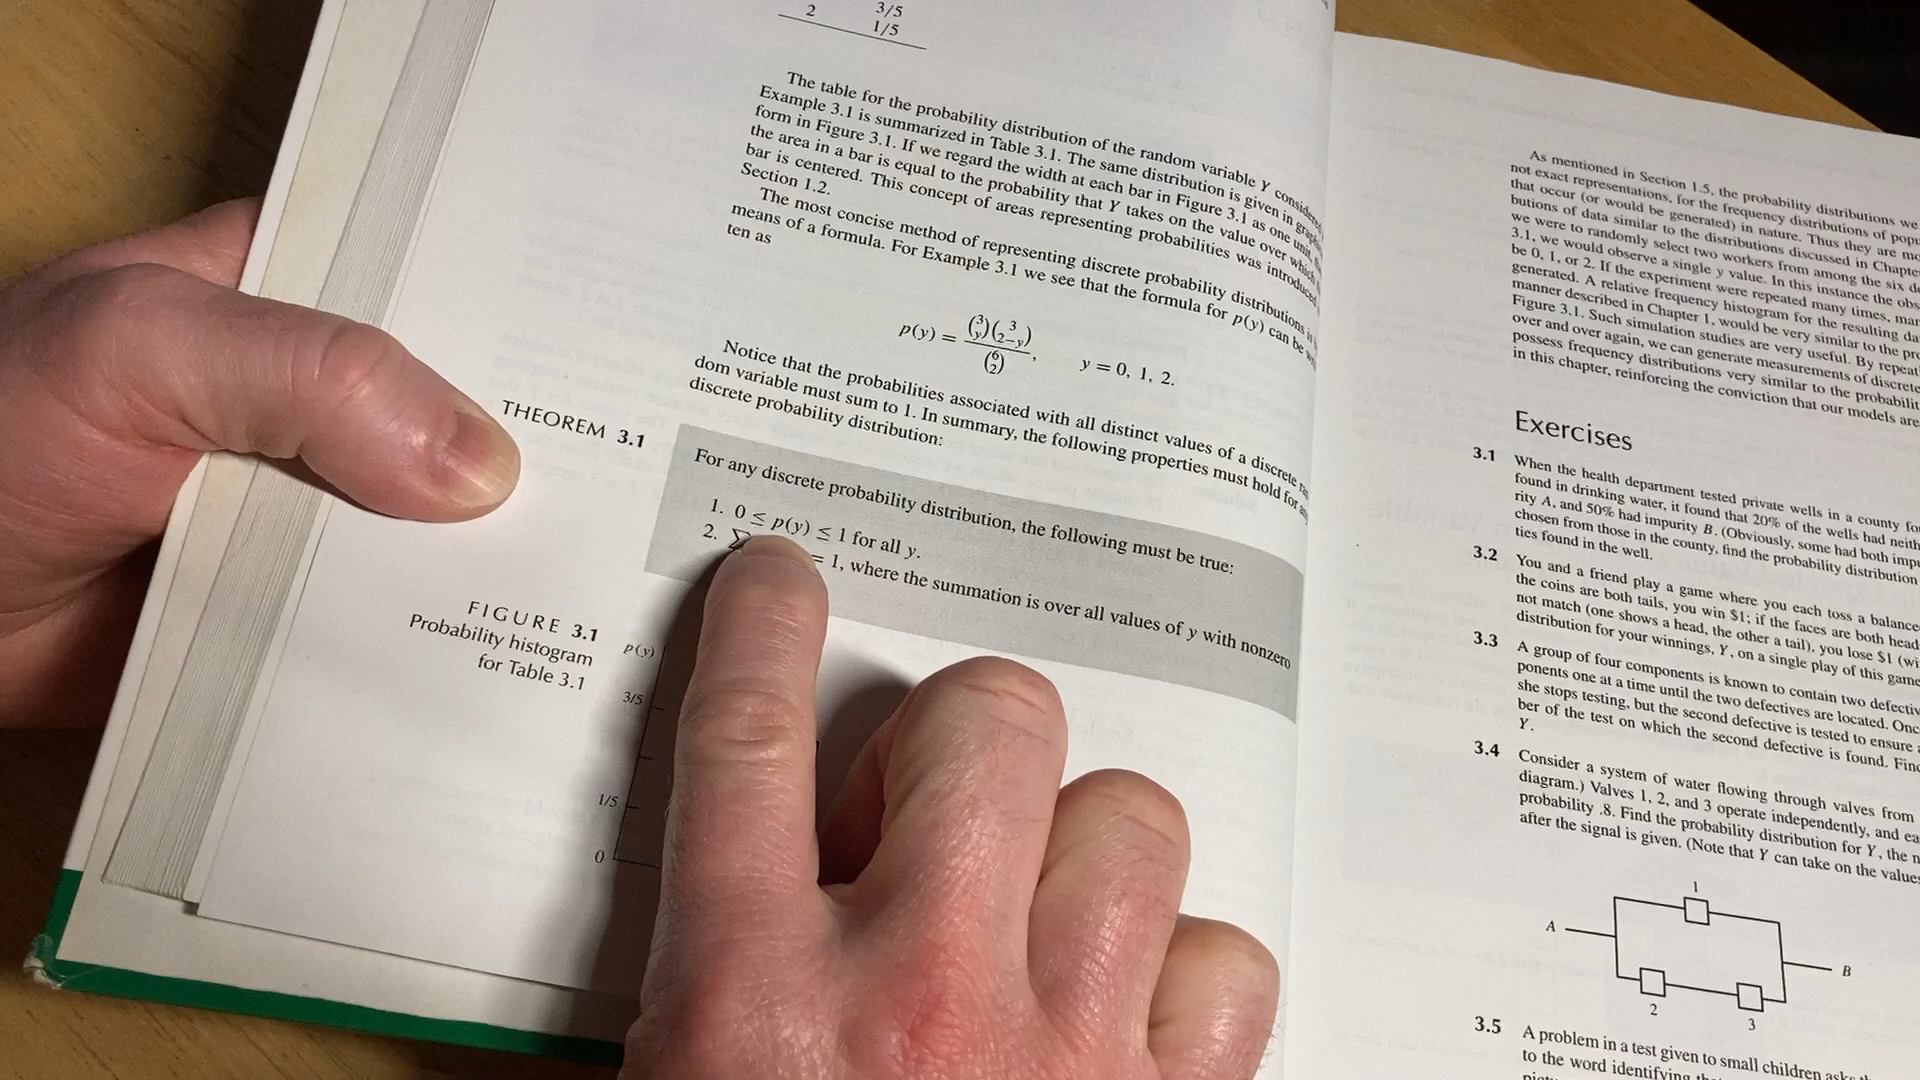 2 3/5
1/5
The table for the probability distribution of the random variable Y considered
Example 3.1 is summarized in Table 3.1. The same distribution is given in
form in Figure 3.1. If we regard the width at each bar in Figure 3.1 as one unit,
the area in a bar is equal to the probability that Y takes on the value over which
bar is centered. This concept of areas representing probabilities was introduced
Section 1.2.
The most concise method of representing discrete probability distributions is
means of a formula. For Example 3.1 we see that the formula for p(y) can be
ten as
p(y) = \frac{\binom{3}{y}\binom{3}{2-y}}{\binom{6}{2}}, y = 0, 1, 2.
Notice that the probabilities associated with all distinct values of a discrete
dom variable must sum to 1. In summary, the following properties must hold for
discrete probability distribution:
THEOREM 3.1
For any discrete probability distribution, the following must be true:
1. 0 ≤ p(y) ≤ 1 for all y.
2. ∑ = 1, where the summation is over all values of y with nonzero
FIGURE 3.1
Probability histogram
for Table 3.1
p(y)
3/5
1/5
0
As mentioned in Section 1.5, the probability distributions we
not exact representations, for the frequency distributions of
that occur (or would be generated) in nature. Thus they are
butions of data similar to the distributions discussed in Chapter
we were to randomly select two workers from among the six
3.1, we would observe a single y value. In this instance the
be 0, 1, or 2. If the experiment were repeated many times,
generated. A relative frequency histogram for the resulting
manner described in Chapter 1, would be very similar to the
Figure 3.1. Such simulation studies are very useful. By
over and over again, we can generate measurements of discrete
possess frequency distributions very similar to the
in this chapter, reinforcing the conviction that our models are
Exercises
3.1 When the health department tested private wells in a county
found in drinking water, it found that 20% of the wells had
rity A, and 50% had impurity B. (Obviously, some had both
chosen from those in the county, find the probability distribution
ties found in the well.
3.2 You and a friend play a game where you each toss a
the coins are both tails, you win $1; if the faces are both
not match (one shows a head, the other a tail), you lose $1
distribution for your winnings, Y, on a single play of this game
3.3 A group of four components is known to contain two
ponents one at a time until the two defectives are located.
she stops testing, but the second defective is tested to ensure
ber of the test on which the second defective is found.
Y.
3.4 Consider a system of water flowing through valves from
diagram.) Valves 1, 2, and 3 operate independently, and
probability .8. Find the probability distribution for Y, the
after the signal is given. (Note that Y can take on the
1
A
B
2
3
3.5 A problem in a test given to small children
to the word identifying